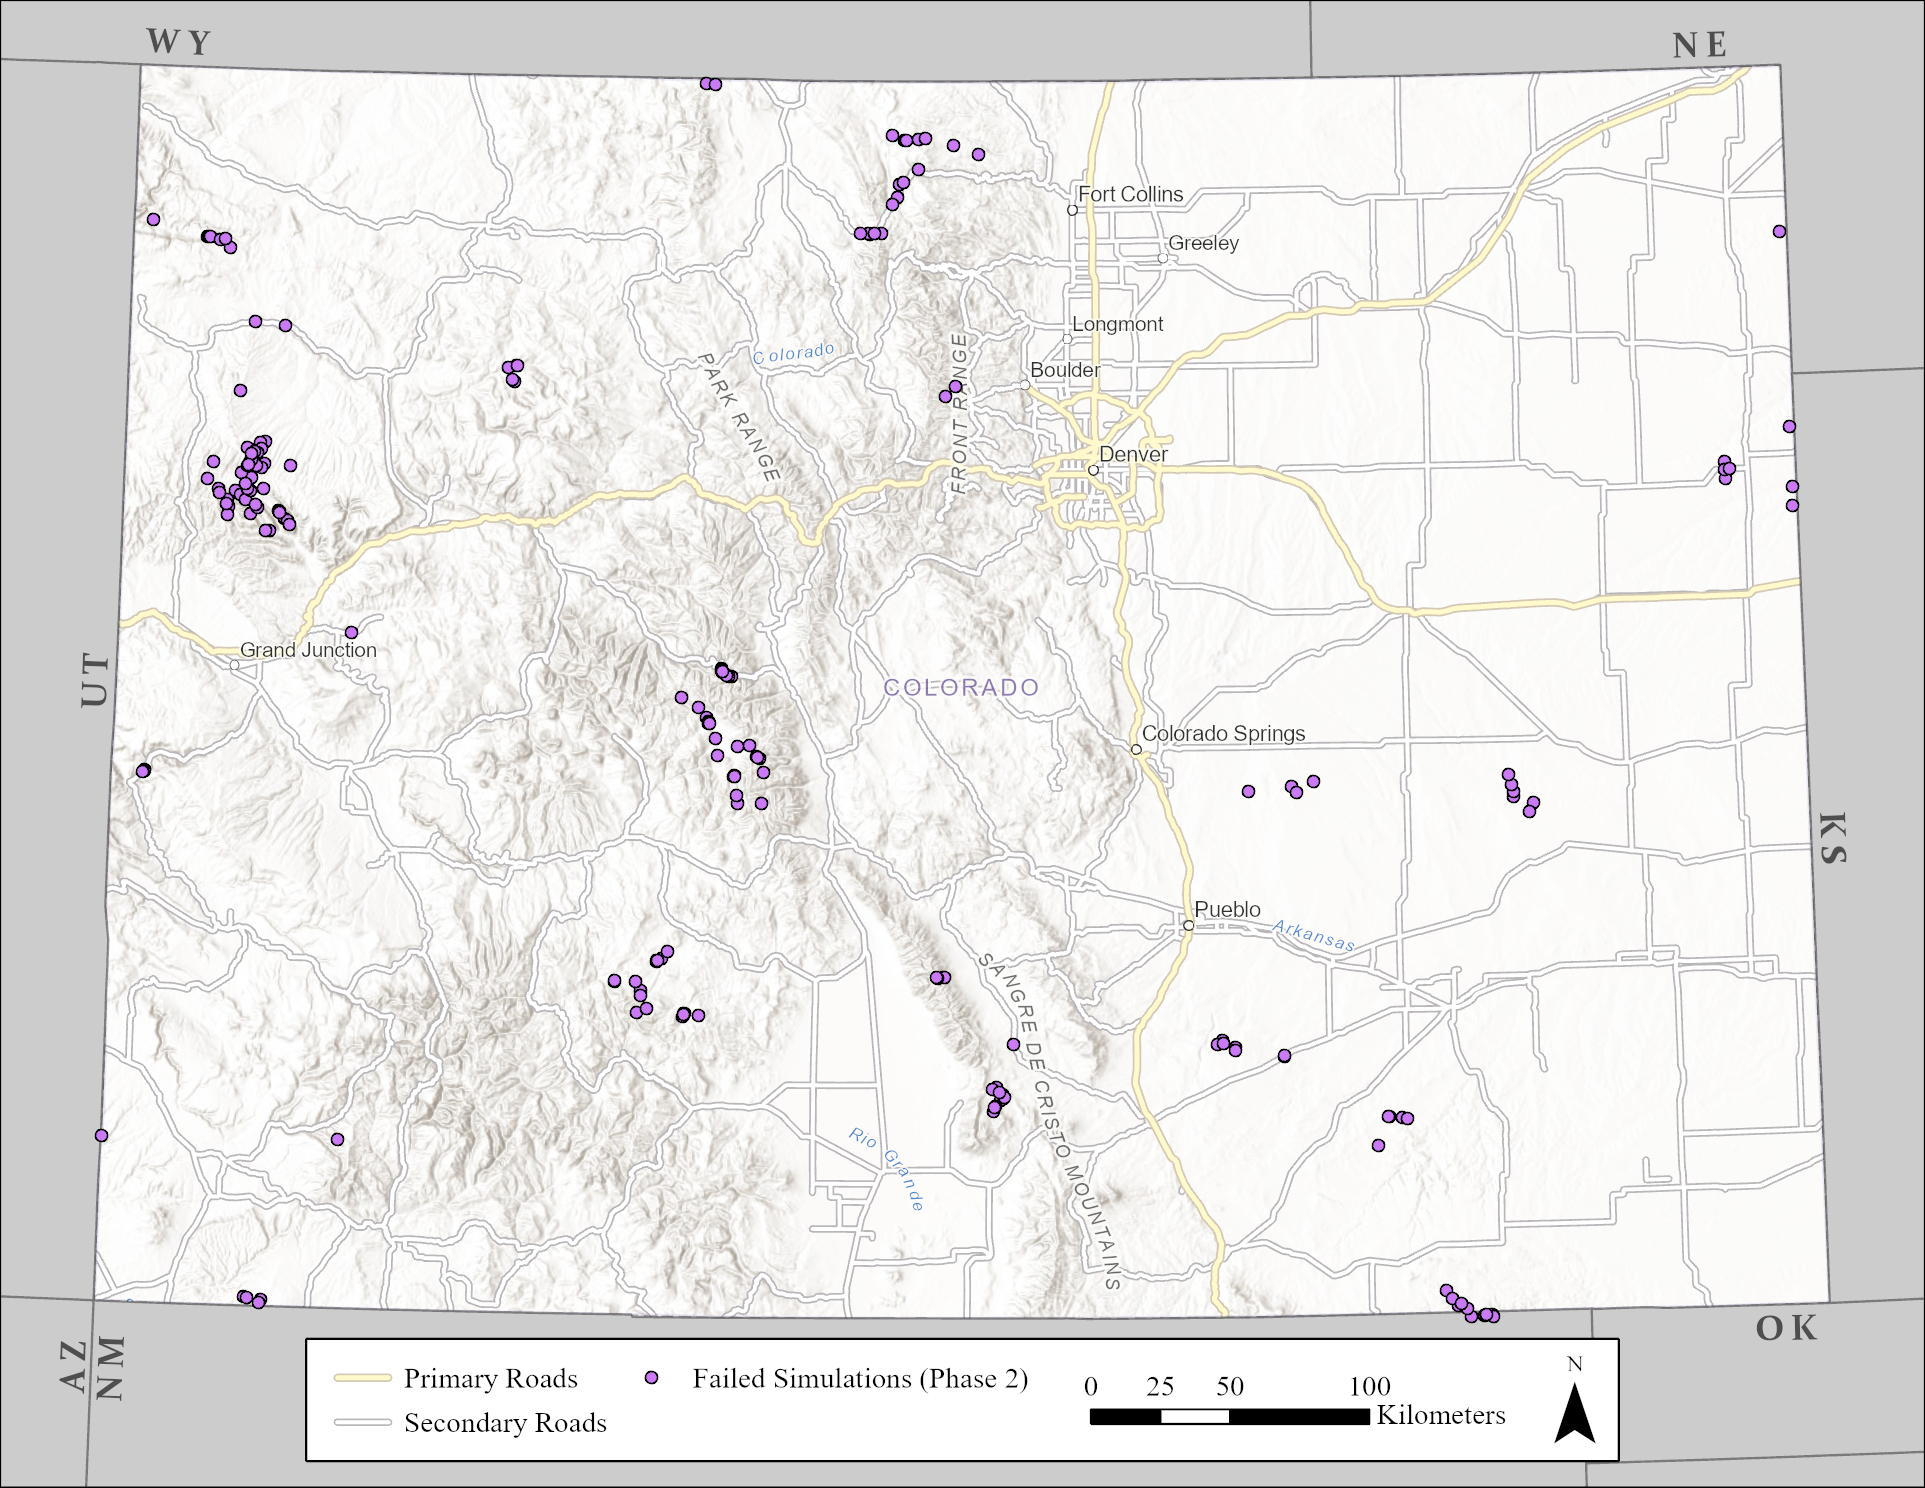 WY
NE
Fort Collins
Greeley
Longmont
Colorado
Boulder
PARK RANGE
FRONT RANGE
Denver
Grand Junction
UT
COLORADO
Colorado Springs
KS
Pueblo
Arkansas
SANGRE DE CRISTO MOUNTAINS
Rio Grande
OK
AZ
NM
Primary Roads
Secondary Roads
Failed Simulations (Phase 2)
0 25 50 100
Kilometers
N